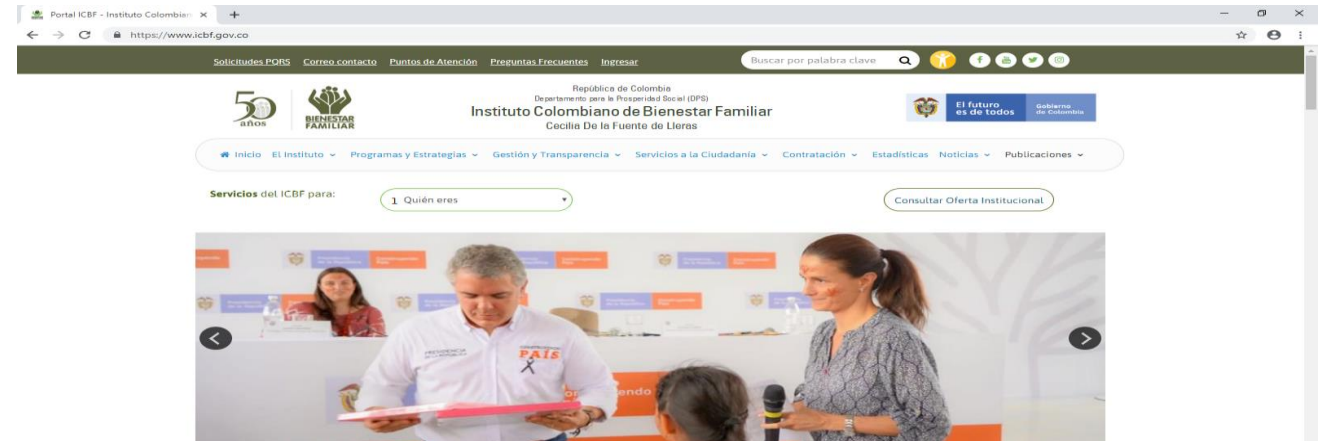 Portal ICBF - Instituto Colombian
https://www.icbf.gov.co
Solicitudes PQRS Correo contacto Puntos de Atención Preguntas Frecuentes Ingresar Buscar por palabra clave
50 años
BIENESTAR FAMILIAR
República de Colombia
Departamento para la Prosperidad Social (DPS)
Instituto Colombiano de Bienestar Familiar
Cecilia De la Fuente de Lleras
El futuro es de todos
Gobierno de Colombia
Inicio El Instituto Programas y Estrategias Gestión y Transparencia Servicios a la Ciudadanía Contratación Estadísticas Noticias Publicaciones
Servicios del ICBF para: 1 Quién eres Consultar Oferta Institucional
PAÍS